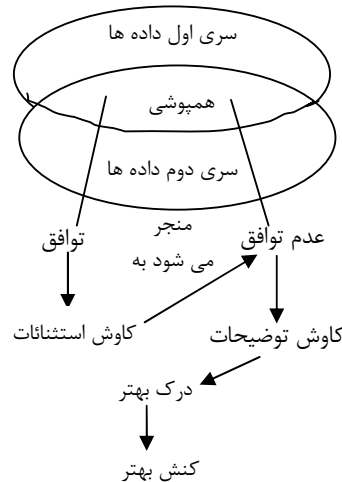 سری اول داده ها
همپوشی
سری دوم داده ها
منجر
می شود به
توافق
عدم توافق
کاوش استثنائات
کاوش توضیحات
درک بهتر
کنش بهتر